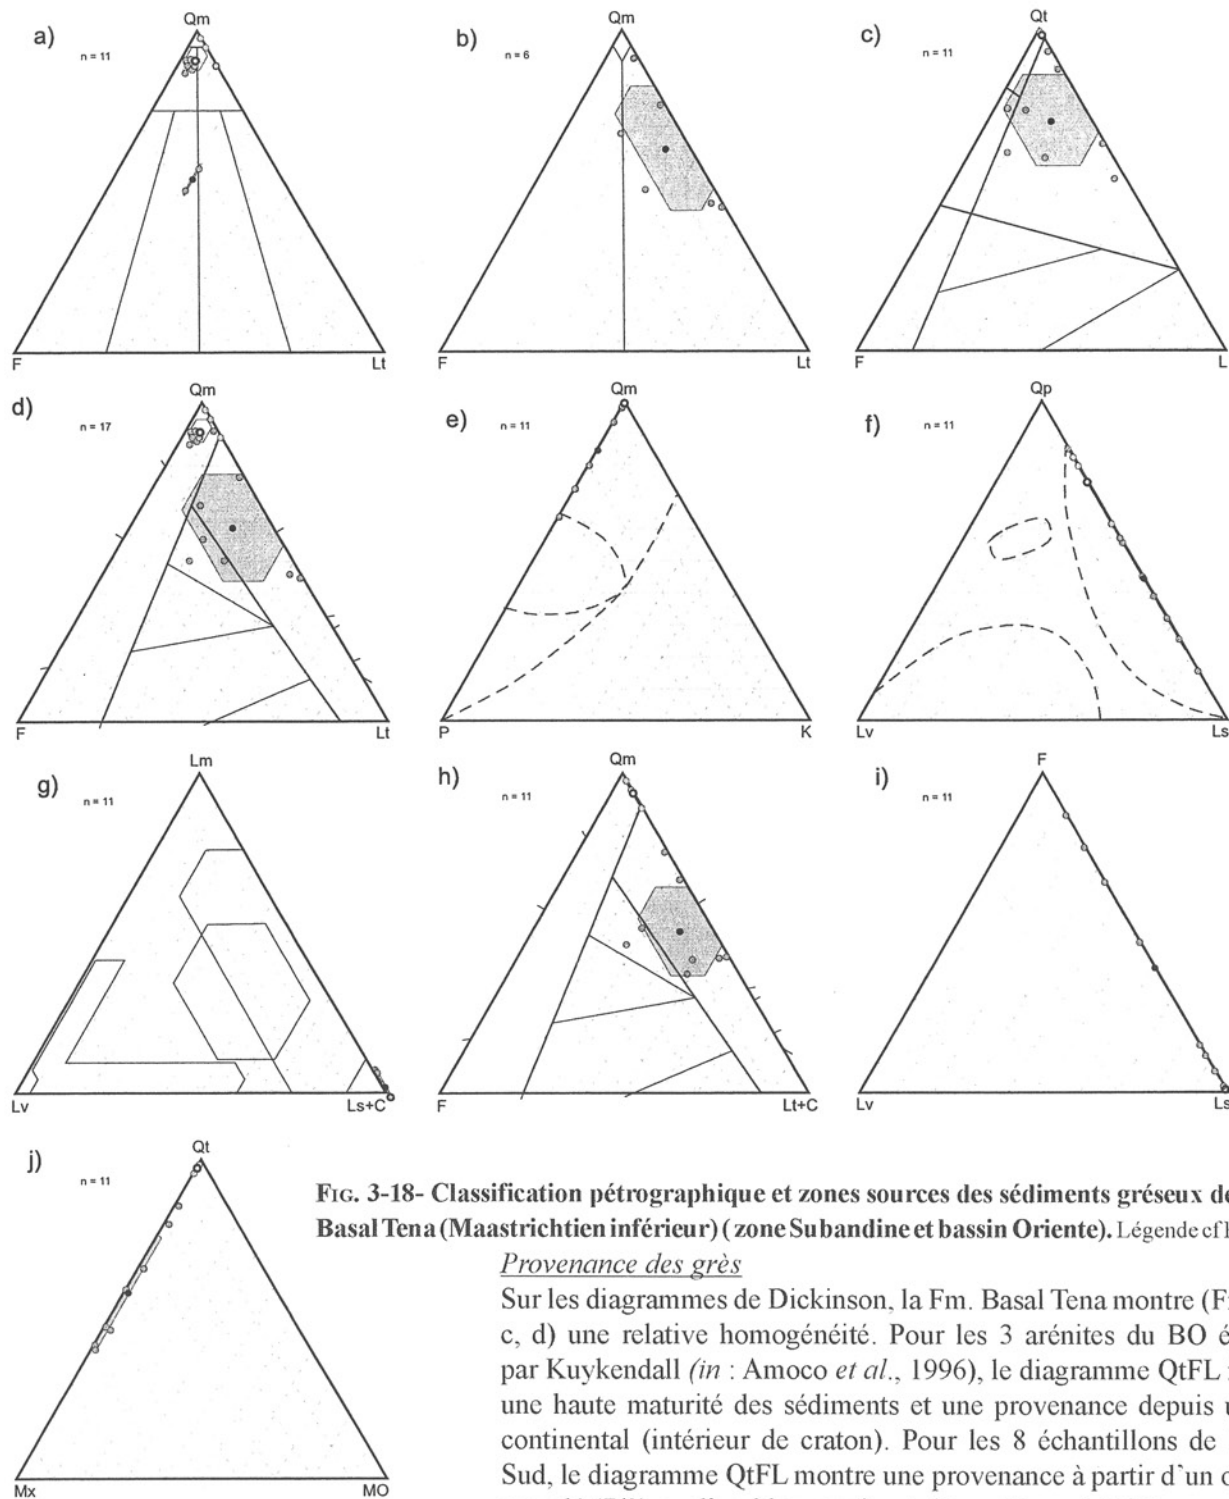 a)
Qm
n = 11
F
Lt
b)
Qm
n = 6
F
Lt
c)
Qt
n = 11
F
L
d)
Qm
n = 17
F
Lt
e)
Qm
n = 11
P
K
f)
Qp
n = 11
Lv
Ls
g)
Lm
n = 11
Lv
Ls+C
h)
Qm
n = 11
F
Lt+C
i)
F
n = 11
Lv
Ls
j)
Qt
n = 11
Mx
MO
FIG. 3-18- Classification pétrographique et zones sources des sédiments gréseux de
Basal Tena (Maastrichtien inférieur) ( zone Subandine et bassin Oriente). Légende cf
Provenance des grès
Sur les diagrammes de Dickinson, la Fm. Basal Tena montre
c, d) une relative homogénéité. Pour les 3 arénites du BO
par Kuykendall (in : Amoco et al., 1996), le diagramme QtFL
une haute maturité des sédiments et une provenance depuis
continental (intérieur de craton). Pour les 8 échantillons de
Sud, le diagramme QtFL montre une provenance à partir d'un